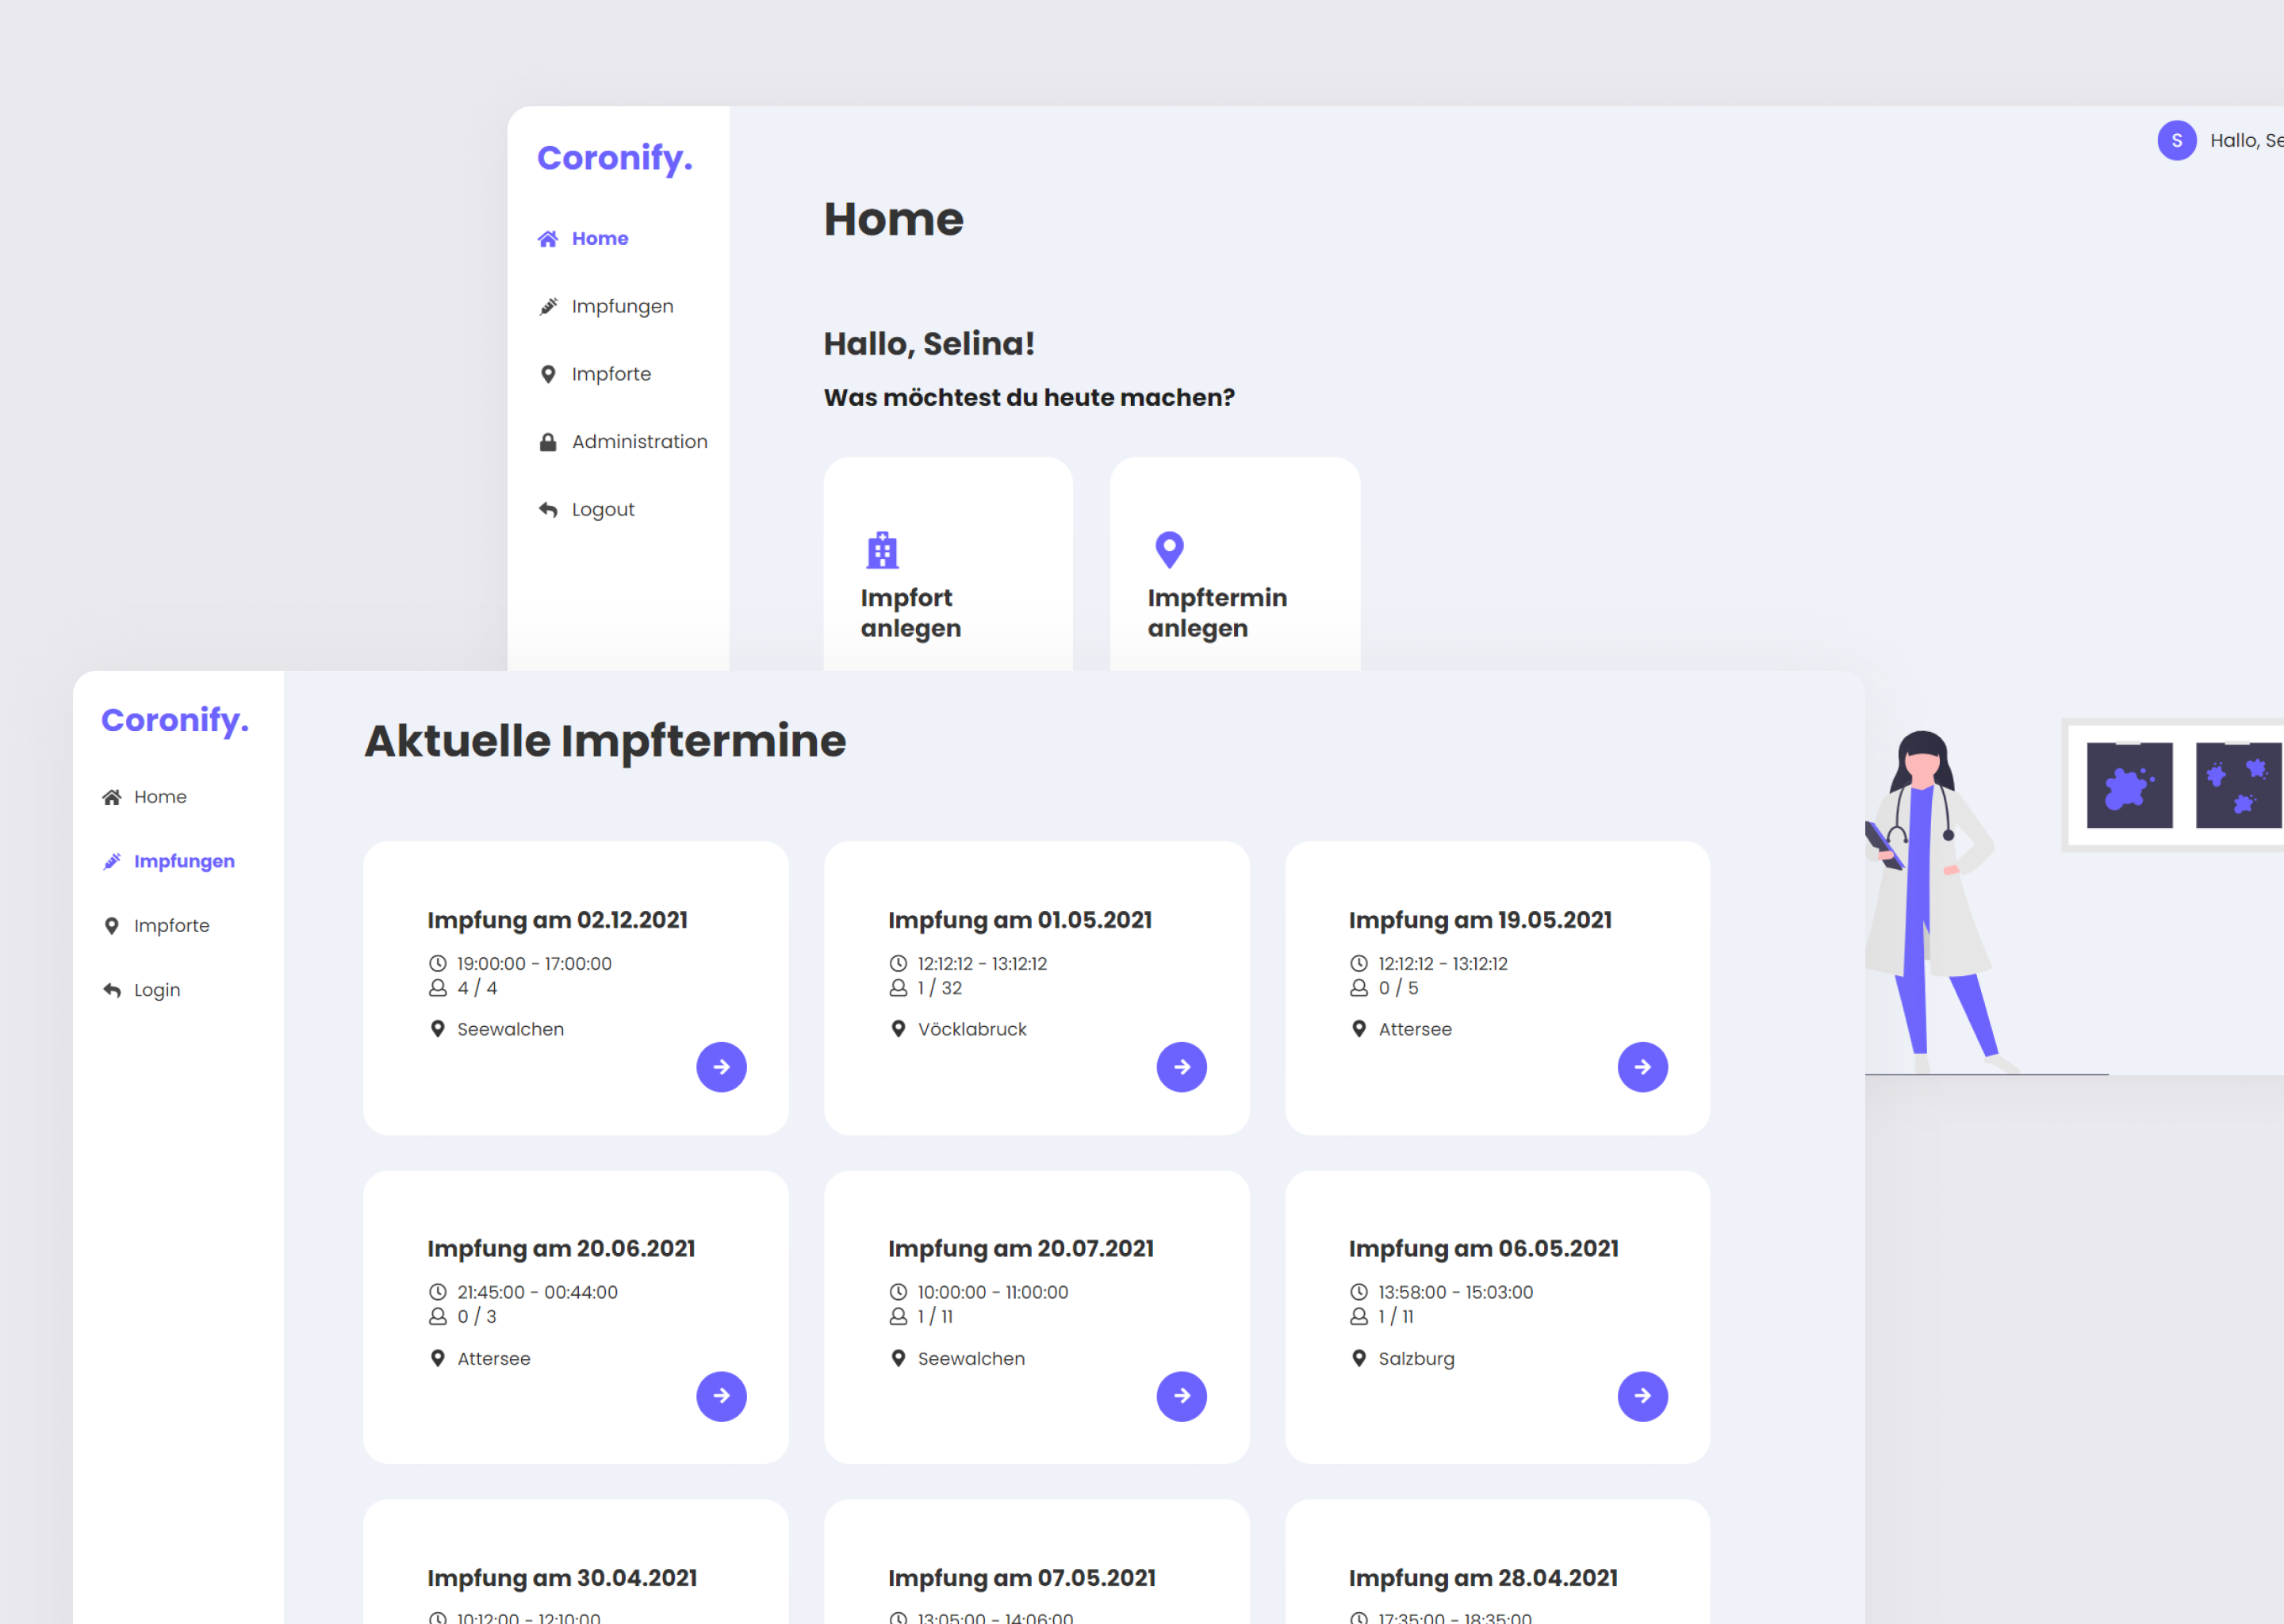 Coronify.
S Hallo, Se
Home
Home
Impfungen
Impforte
Administration
Logout
Hallo, Selina!
Was möchtest du heute machen?
Impfort
anlegen
Impftermin
anlegen
Coronify.
Home
Impfungen
Impforte
Login
Aktuelle Impftermine
Impfung am 02.12.2021
19:00:00 - 17:00:00
4 / 4
Seewalchen
Impfung am 01.05.2021
12:12:12 - 13:12:12
1 / 32
Vöcklabruck
Impfung am 19.05.2021
12:12:12 - 13:12:12
0 / 5
Attersee
Impfung am 20.06.2021
21:45:00 - 00:44:00
0 / 3
Attersee
Impfung am 20.07.2021
10:00:00 - 11:00:00
1 / 11
Seewalchen
Impfung am 06.05.2021
13:58:00 - 15:03:00
1 / 11
Salzburg
Impfung am 30.04.2021
10:12:00 - 12:10:00
Impfung am 07.05.2021
13:05:00 - 14:06:00
Impfung am 28.04.2021
17:35:00 - 18:35:00